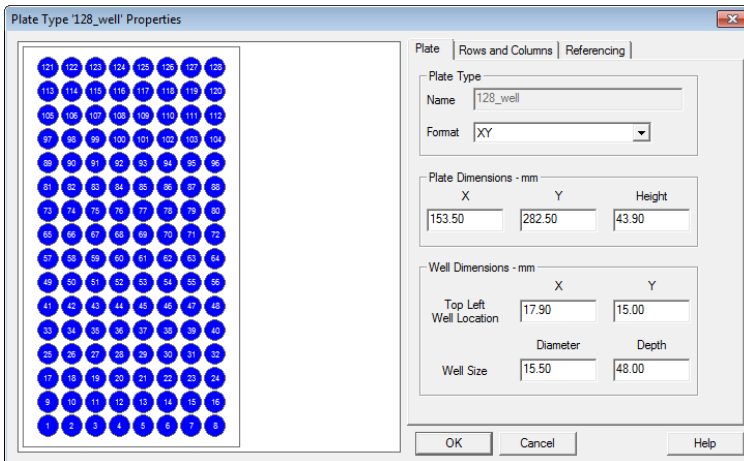 Plate Type '128_well' Properties
121 122 123 124 125 126 127 128
113 114 115 116 117 118 119 120
105 106 107 108 109 110 111 112
97 98 99 100 101 102 103 104
89 90 91 92 93 94 95 96
81 82 83 84 85 86 87 88
73 74 75 76 77 78 79 80
65 66 67 68 69 70 71 72
57 58 59 60 61 62 63 64
49 50 51 52 53 54 55 56
41 42 43 44 45 46 47 48
33 34 35 36 37 38 39 40
25 26 27 28 29 30 31 32
17 18 19 20 21 22 23 24
9 10 11 12 13 14 15 16
1 2 3 4 5 6 7 8
Plate Rows and Columns Referencing
Plate Type
Name 128_well
Format XY
Plate Dimensions - mm
X Y Height
153.50 282.50 43.90
Well Dimensions - mm
X Y
Top Left
Well Location 17.90 15.00
Diameter Depth
Well Size 15.50 48.00
OK Cancel Help